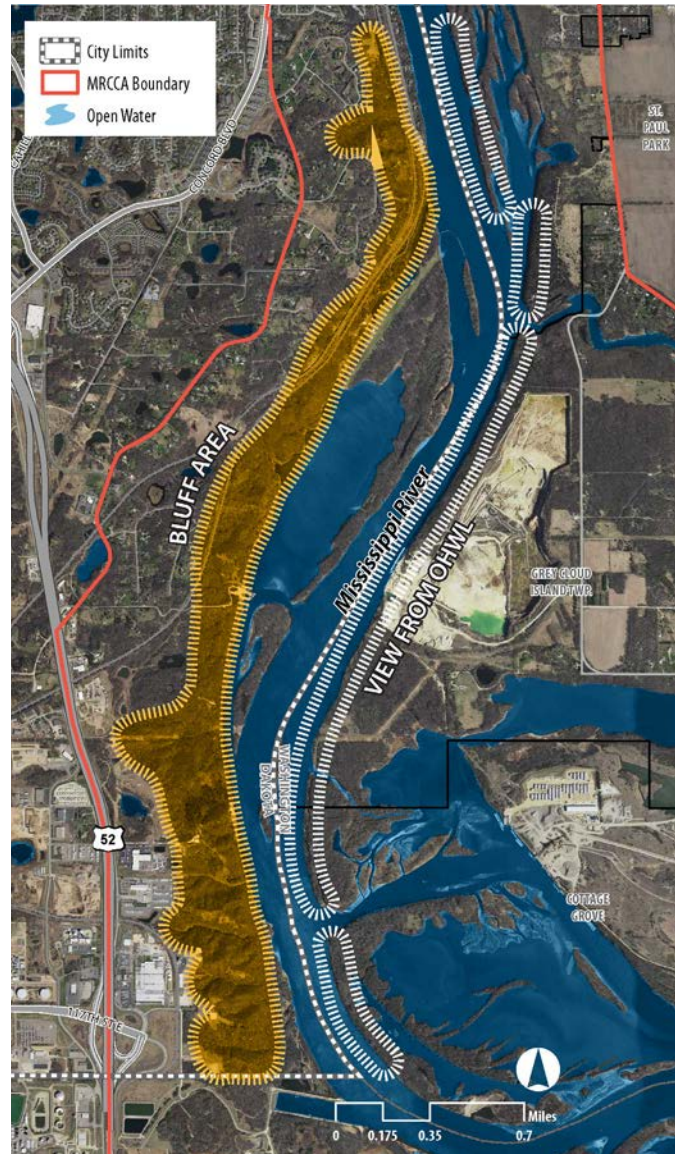 City Limits
MRCCA Boundary
Open Water
CONCORD BLVD
ST.
PAUL
PARK
BLUFF AREA
Mississippi River
VIEW FROM OHWL
GREY CLOUD
ISLAND TWP.
WASHINGTON
DAKOTA
52
COTTAGE
GROVE
117TH ST E
Miles
0 0.175 0.35 0.7